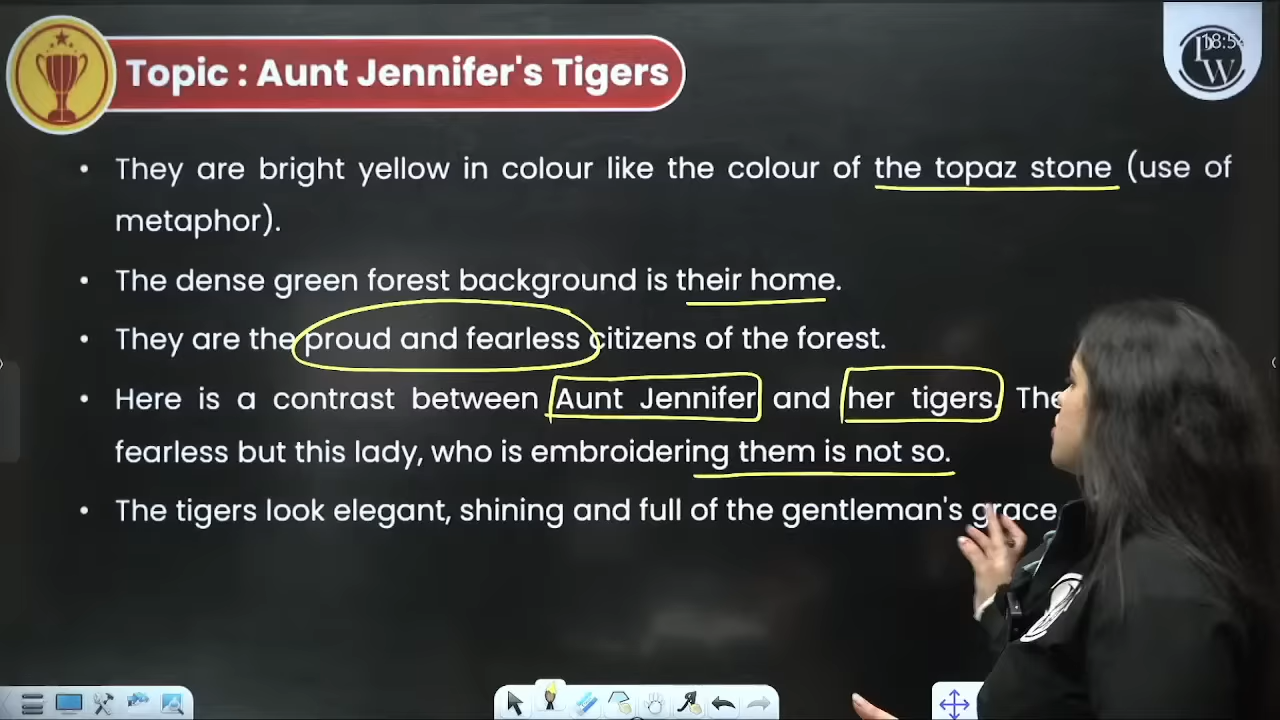 Topic : Aunt Jennifer's Tigers
18:5
• They are bright yellow in colour like the colour of the topaz stone (use of
metaphor).
• The dense green forest background is their home.
• They are the proud and fearless citizens of the forest.
• Here is a contrast between Aunt Jennifer and her tigers.
fearless but this lady, who is embroidering them is not so.
• The tigers look elegant, shining and full of the gentleman's grace